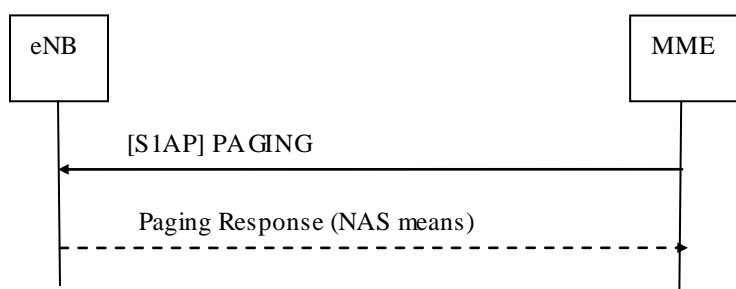 eNB
MME
[S1AP] PAGING
Paging Response (NAS means)